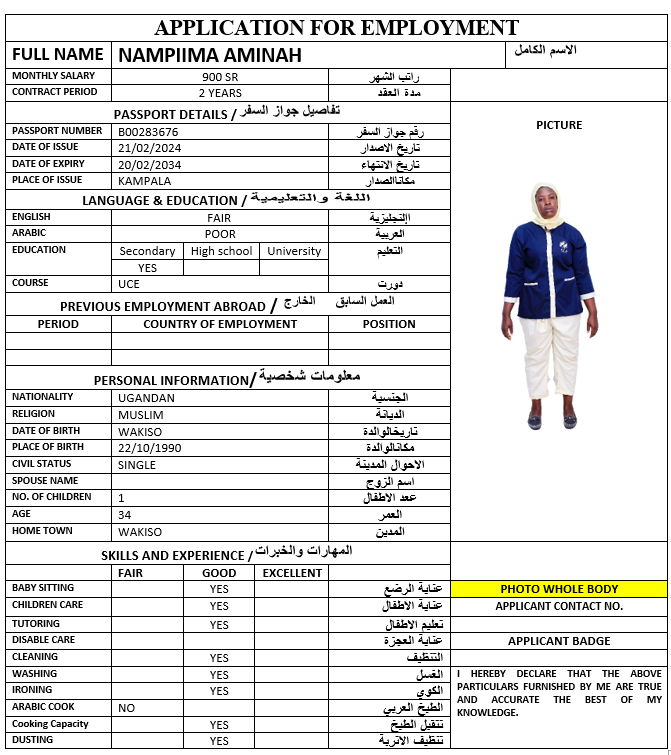 APPLICATION FOR EMPLOYMENT
FULL NAME NAMPIIMA AMINAH الاسم الكامل
MONTHLY SALARY 900 SR راتب الشهر
CONTRACT PERIOD 2 YEARS مدة العقد
PASSPORT DETAILS / تفاصيل جواز السفر
PICTURE
PASSPORT NUMBER B00283676 رقم جواز السفر
DATE OF ISSUE 21/02/2024 تاريخ الاصدار
DATE OF EXPIRY 20/02/2034 تاريخ الانتهاء
PLACE OF ISSUE KAMPALA مكاناالصدار
LANGUAGE & EDUCATION / اللغة والتعليمية
ENGLISH FAIR اإلنجليزية
ARABIC POOR العربية
EDUCATION Secondary High school University التعليم
YES
COURSE UCE دورت
PREVIOUS EMPLOYMENT ABROAD / العمل السابق الخارج
PERIOD COUNTRY OF EMPLOYMENT POSITION
PERSONAL INFORMATION/ معلومات شخصية
NATIONALITY UGANDAN الجنسية
RELIGION MUSLIM الديانة
DATE OF BIRTH WAKISO تاريخالوالدة
PLACE OF BIRTH 22/10/1990 مكانالوالدة
CIVIL STATUS SINGLE الاحوال المدينة
SPOUSE NAME اسم الزوج
NO. OF CHILDREN 1 عدد الاطفال
AGE 34 العمر
HOME TOWN WAKISO المدين
SKILLS AND EXPERIENCE / المهارات والخبرات
FAIR GOOD EXCELLENT
BABY SITTING YES عناية الرضع
PHOTO WHOLE BODY
CHILDREN CARE YES عناية الاطفال
APPLICANT CONTACT NO.
TUTORING YES تعليم الاطفال
DISABLE CARE عناية العجزة
APPLICANT BADGE
CLEANING YES التنظيف
WASHING YES الغسل
IRONING YES الكوي
ARABIC COOK NO الطبخ العربي
Cooking Capacity YES تتقيل الطبخ
DUSTING YES تنظيف الاتربة
I HEREBY DECLARE THAT THE ABOVE
PARTICULARS FURNISHED BY ME ARE TRUE
AND ACCURATE THE BEST OF MY
KNOWLEDGE.